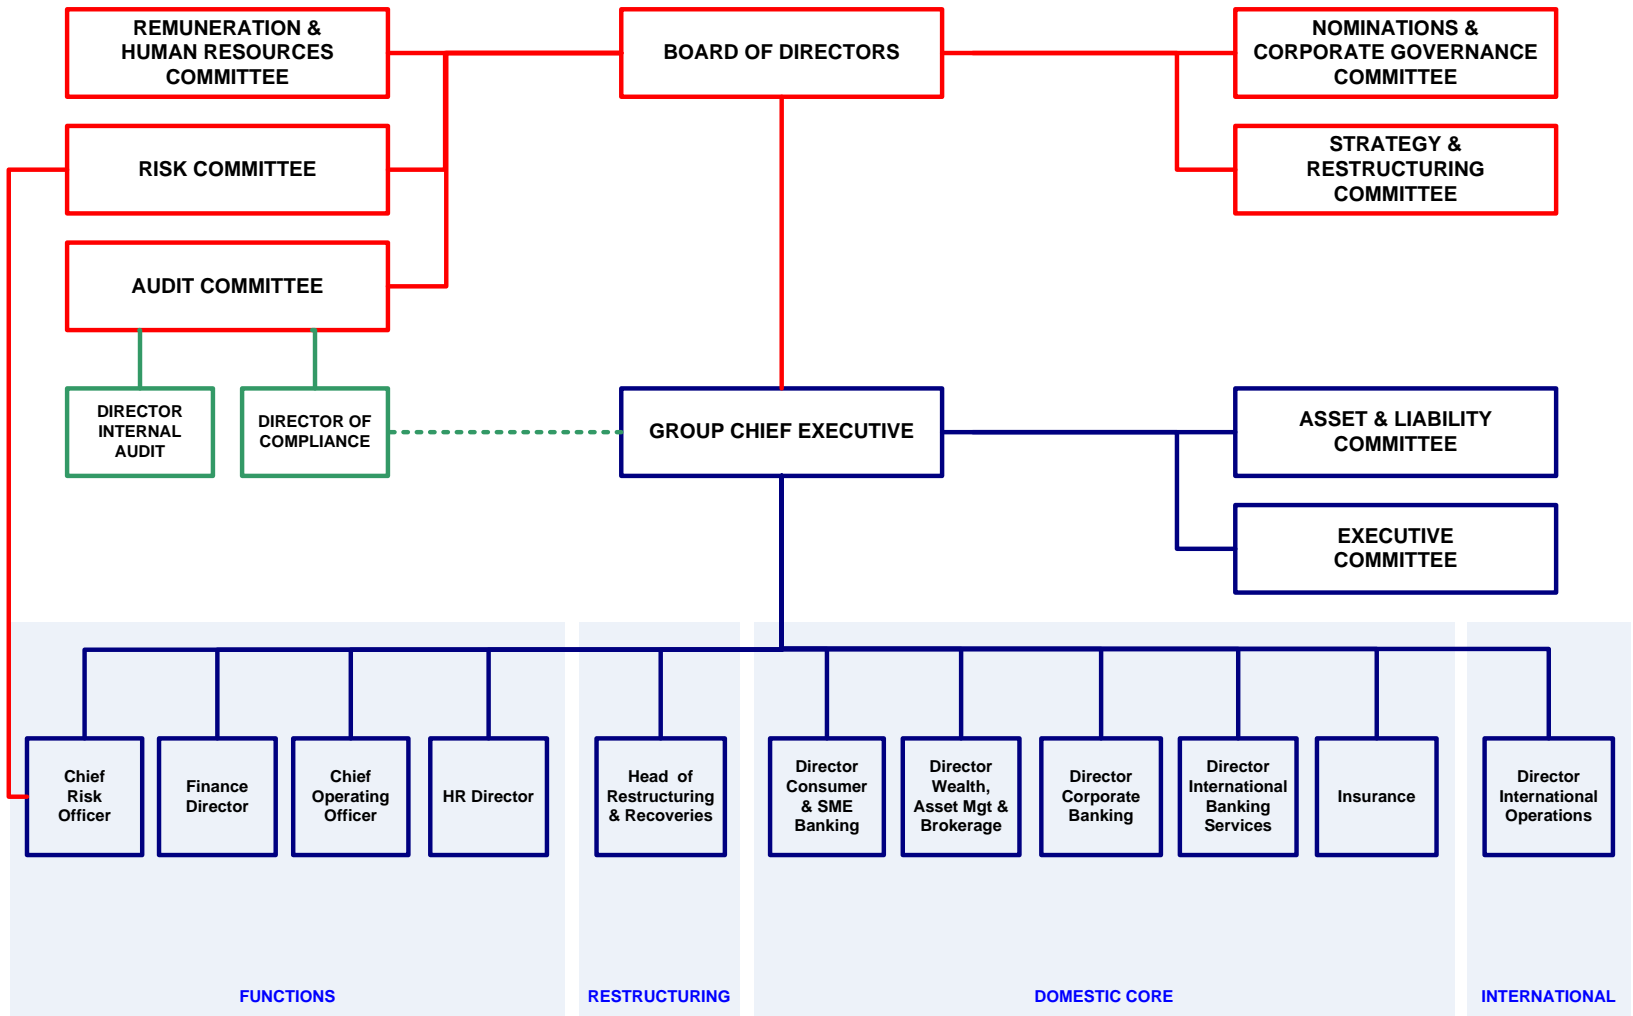 REMUNERATION &
HUMAN RESOURCES
COMMITTEE
BOARD OF DIRECTORS
NOMINATIONS &
CORPORATE GOVERNANCE
COMMITTEE
RISK COMMITTEE
STRATEGY &
RESTRUCTURING
COMMITTEE
AUDIT COMMITTEE
DIRECTOR
INTERNAL
AUDIT
DIRECTOR OF
COMPLIANCE
GROUP CHIEF EXECUTIVE
ASSET & LIABILITY
COMMITTEE
EXECUTIVE
COMMITTEE
Chief
Risk
Officer
Finance
Director
Chief
Operating
Officer
HR Director
Head of
Restructuring
& Recoveries
Director
Consumer
& SME
Banking
Director
Wealth,
Asset Mgt &
Brokerage
Director
Corporate
Banking
Director
International
Banking
Services
Insurance
Director
International
Operations
FUNCTIONS
RESTRUCTURING
DOMESTIC CORE
INTERNATIONAL